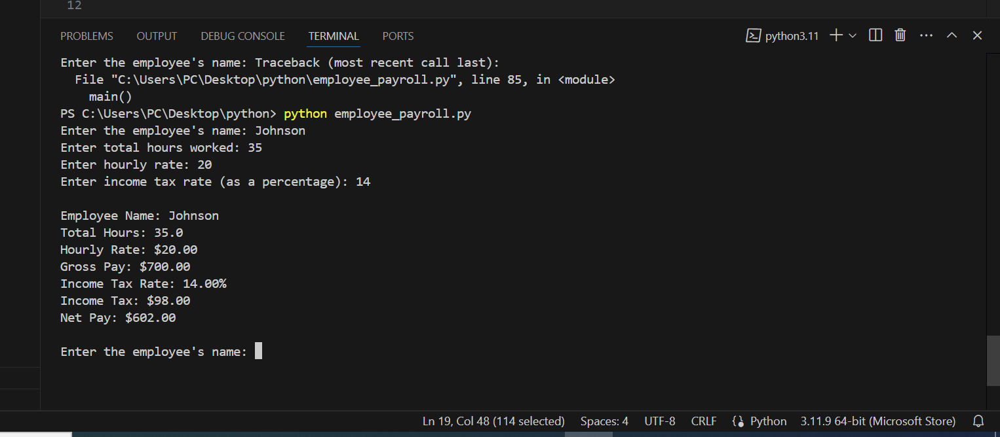 12
PROBLEMS OUTPUT DEBUG CONSOLE TERMINAL PORTS python3.11
Enter the employee's name: Traceback (most recent call last):
  File "C:\Users\PC\Desktop\python\employee_payroll.py", line 85, in <module>
    main()
PS C:\Users\PC\Desktop\python> python employee_payroll.py
Enter the employee's name: Johnson
Enter total hours worked: 35
Enter hourly rate: 20
Enter income tax rate (as a percentage): 14
Employee Name: Johnson
Total Hours: 35.0
Hourly Rate: $20.00
Gross Pay: $700.00
Income Tax Rate: 14.00%
Income Tax: $98.00
Net Pay: $602.00
Enter the employee's name:
Ln 19, Col 48 (114 selected) Spaces: 4 UTF-8 CRLF Python 3.11.9 64-bit (Microsoft Store)